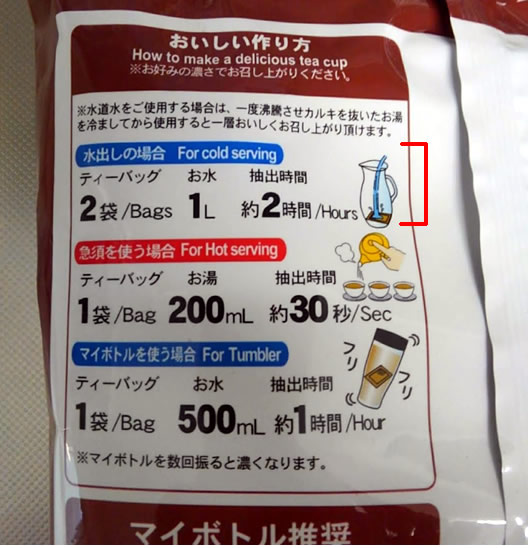 おいしい作り方
How to make a delicious tea cup
※お好みの濃さでお召し上がりください。
※水道水をご使用する場合は、一度沸騰させカルキを抜いたお湯
を冷ましてから使用すると一層おいしくお召し上がり頂けます。
水出しの場合 For cold serving
ティーバッグ お水 抽出時間
2袋/Bags 1L 約2時間/Hours
急須を使う場合 For Hot serving
ティーバッグ お湯 抽出時間
1袋/Bag 200mL 約30秒/Sec
マイボトルを使う場合 For Tumbler
フリ
フリ
ティーバッグ お水 抽出時間
1袋/Bag 500mL 約1時間/Hour
※マイボトルを数回振ると濃くなります。
マイボトル推奨